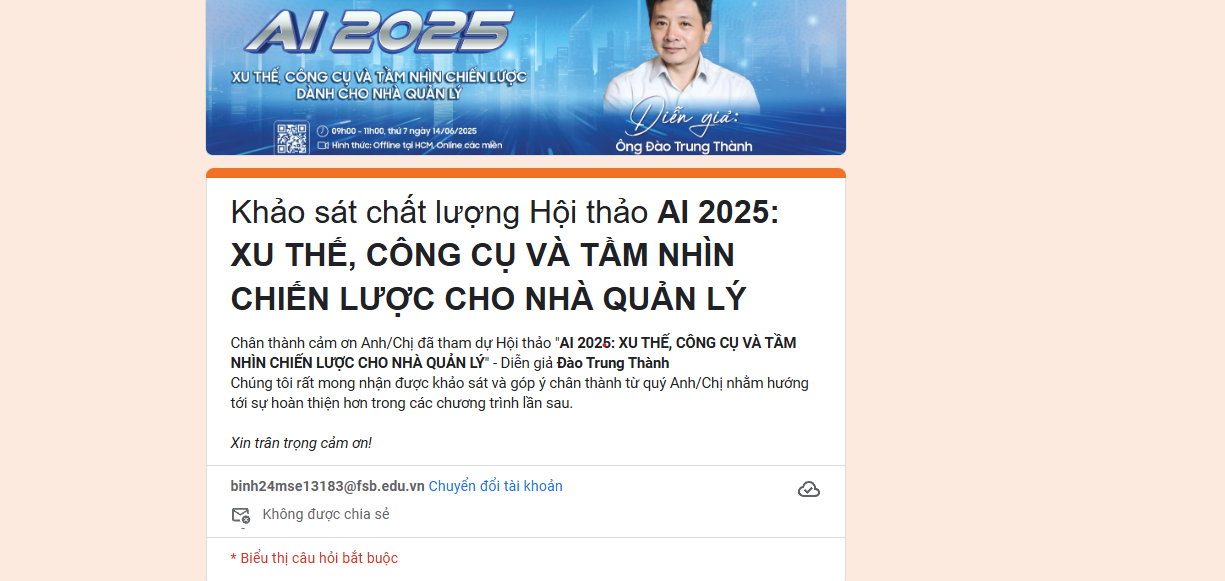 AI 2025
XU THẾ, CÔNG CỤ VÀ TẦM NHÌN CHIẾN LƯỢC
DÀNH CHO NHÀ QUẢN LÝ
09h00 - 11h00, thứ 7 ngày 14/06/2025
Hình thức: Offline tại HCM, Online các miền
Diễn giả:
Ông Đào Trung Thành
Khảo sát chất lượng Hội thảo AI 2025:
XU THẾ, CÔNG CỤ VÀ TẦM NHÌN
CHIẾN LƯỢC CHO NHÀ QUẢN LÝ
Chân thành cảm ơn Anh/Chị đã tham dự Hội thảo "AI 2025: XU THẾ, CÔNG CỤ VÀ TẦM
NHÌN CHIẾN LƯỢC CHO NHÀ QUẢN LÝ" - Diễn giả Đào Trung Thành
Chúng tôi rất mong nhận được khảo sát và góp ý chân thành từ quý Anh/Chị nhằm hướng
tới sự hoàn thiện hơn trong các chương trình lần sau.
Xin trân trọng cảm ơn!
binh24mse13183@fsb.edu.vn Chuyển đổi tài khoản
Không được chia sẻ
* Biểu thị câu hỏi bắt buộc